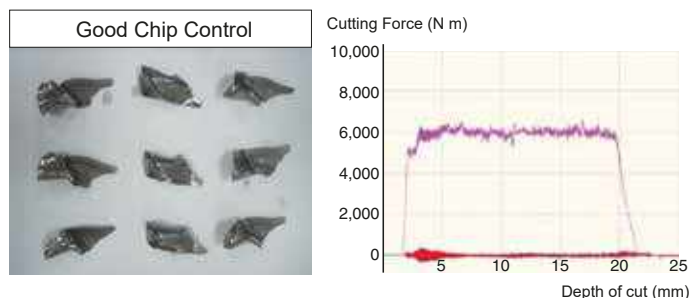 Good Chip Control
Cutting Force (N m)
10,000
8,000
6,000
4,000
2,000
0
5 10 15 20 25
Depth of cut (mm)